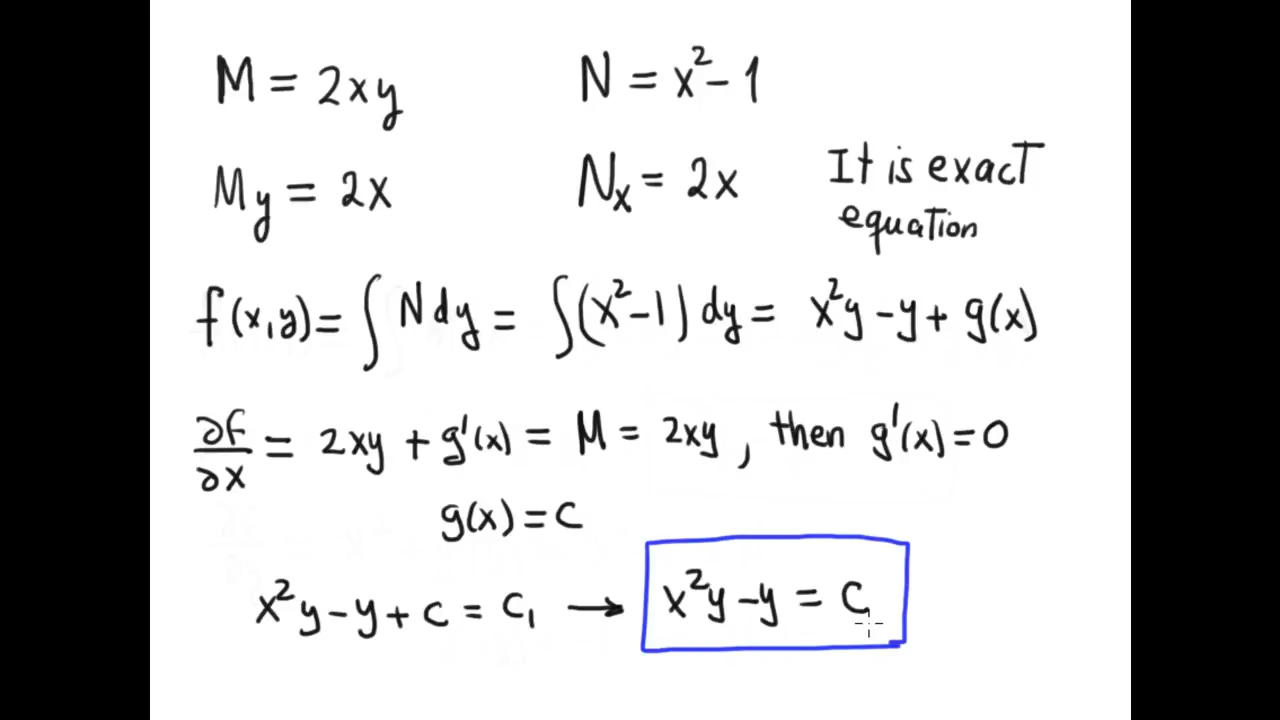 M = 2xy N = x² - 1
My = 2x Nx = 2x It is exact
equation
f(x,y) = ∫ N dy = ∫ (x² - 1) dy = x²y - y + g(x)
∂f/∂x = 2xy + g'(x) = M = 2xy , then g'(x) = 0
g(x) = c
x²y - y + c = c₁ → x²y - y = c